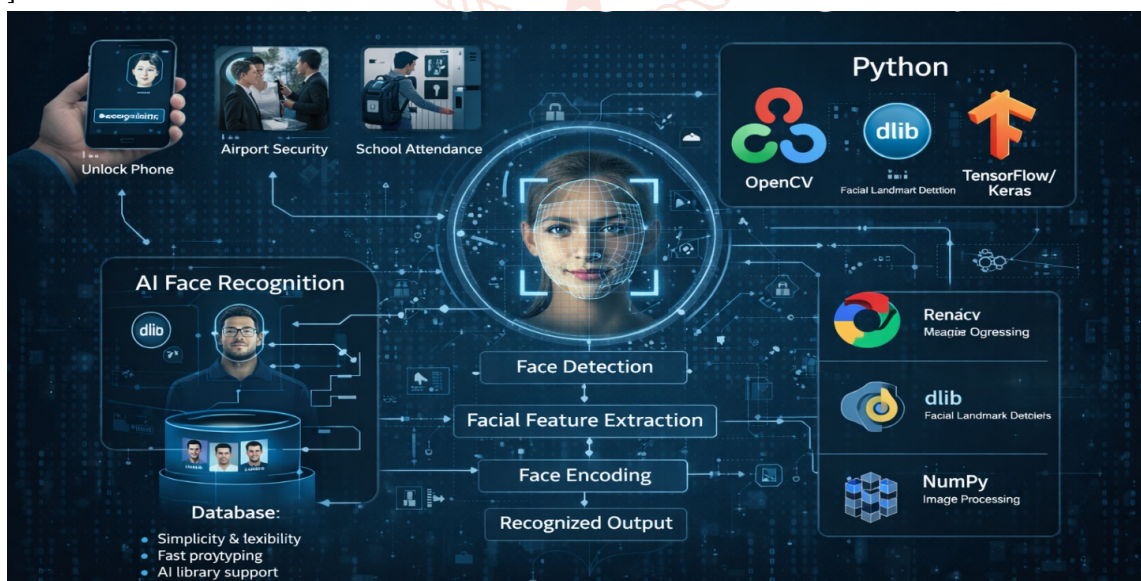 Unlock Phone
Airport Security
School Attendance
Python
OpenCV
dlib
Facial Landmart Dettion
TensorFlow/
Keras
AI Face Recognition
dlib
Face Detection
Facial Feature Extraction
Face Encoding
Recognized Output
Database:
Simplicity & lexibility
Fast proytyping
AI library support
Renacv
Meagie Ogressing
dlib
Facial Landmark Detoiefs
NumPy
Image Processing